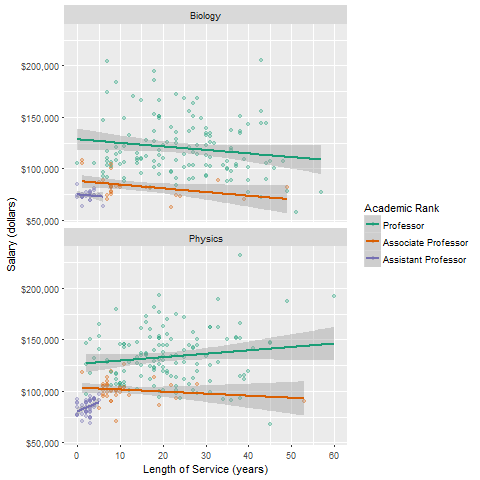 Biology
$200,000
$150,000
$100,000
$50,000
Physics
$200,000
$150,000
$100,000
$50,000
Salary (dollars)
0 10 20 30 40 50 60
Length of Service (years)
Academic Rank
Professor
Associate Professor
Assistant Professor